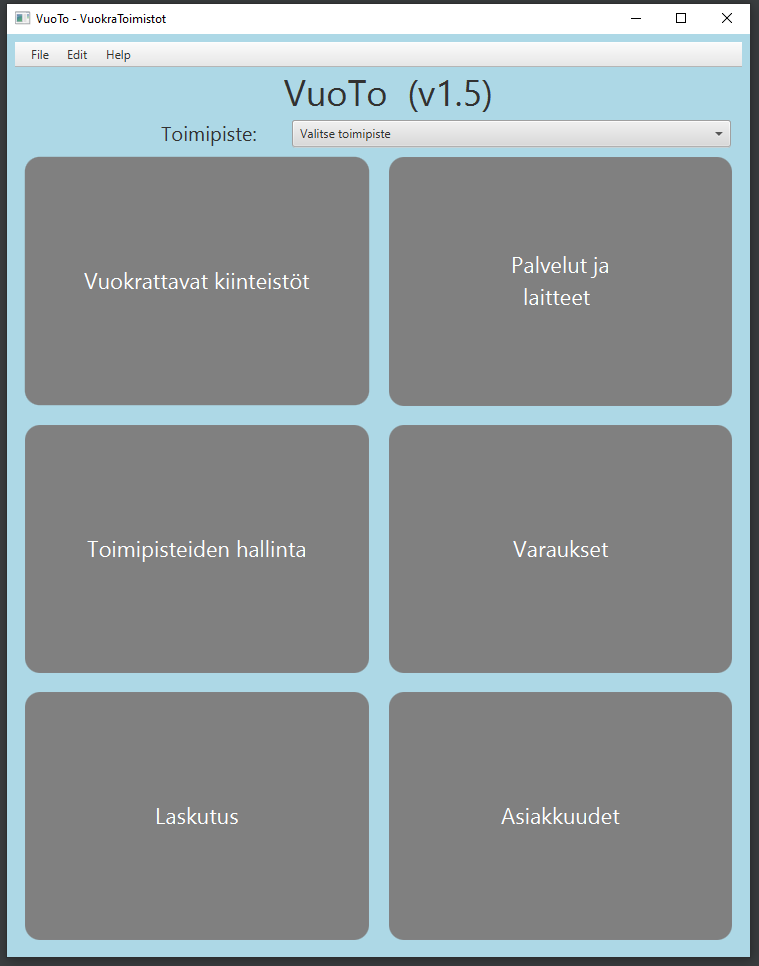 VuoTo - VuokraToimistot
File Edit Help
VuoTo (v1.5)
Toimipiste: Valitse toimipiste
Vuokrattavat kiinteistöt
Palvelut ja
laitteet
Toimipisteiden hallinta
Varaukset
Laskutus
Asiakkuudet